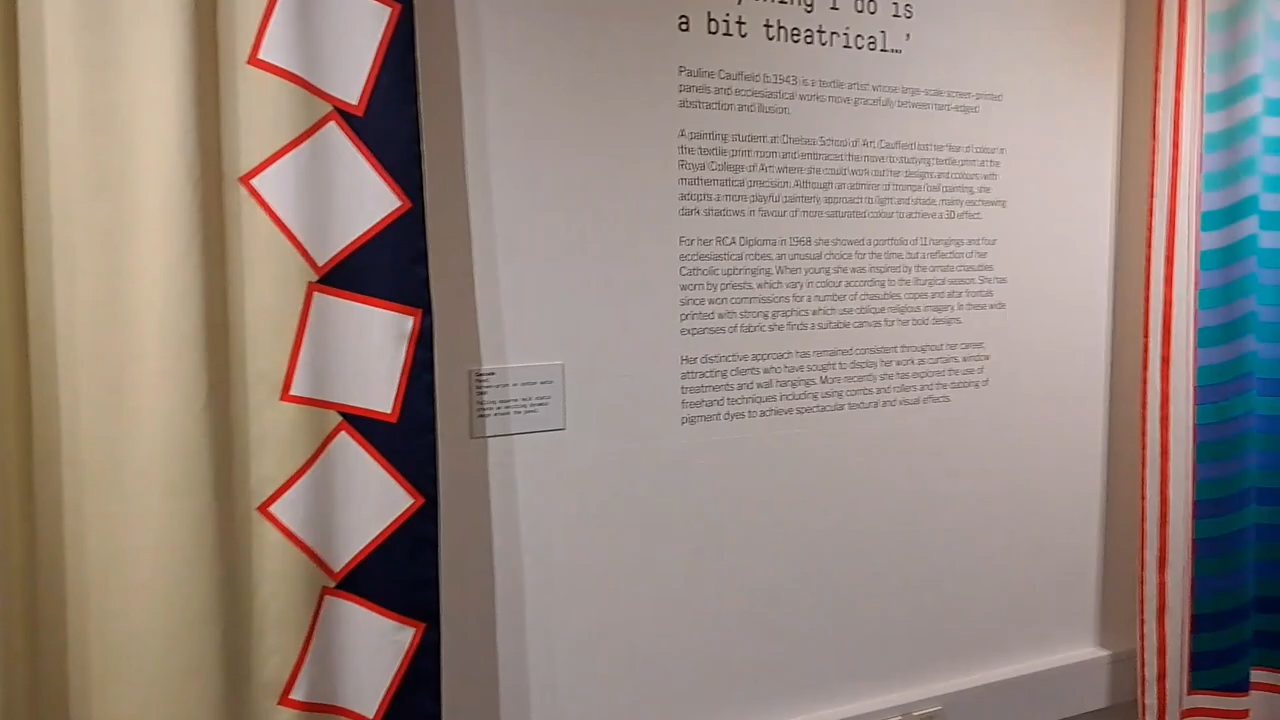 I do is
a bit theatrical…’
Pauline Caulfield (b.1943) is a textile artist whose large-scale screen-printed
panels and ecclesiastical works move gracefully between hard-edged
abstraction and illusion.
A painting student at Chelsea School of Art, Caulfield lost her ‘fear of colour’ in
the textile print room and embraced the move to studying textile print at the
Royal College of Art where she could work out her designs and colours with
mathematical precision. Although an admirer of trompe l’oeil painting, she
adopts a more playful painterly, approach to light and shade, mainly eschewing
dark shadows in favour of more saturated colour to achieve a 3D effect.
For her RCA Diploma in 1968 she showed a portfolio of 11 hangings and four
ecclesiastical robes, an unusual choice for the time, but a reflection of her
Catholic upbringing. When young she was inspired by the ornate chasubles
worn by priests, which vary in colour according to the liturgical season. She has
since won commissions for a number of chasubles, copes and altar frontals
printed with strong graphics which use oblique religious imagery. In these wide
expanses of fabric she finds a suitable canvas for her bold designs.
Her distinctive approach has remained consistent throughout her career,
attracting clients who have sought to display her work as curtains, window
treatments and wall hangings. More recently she has explored the use of
freehand techniques including using combs and rollers and the dabbing of
pigment dyes to achieve spectacular textural and visual effects.